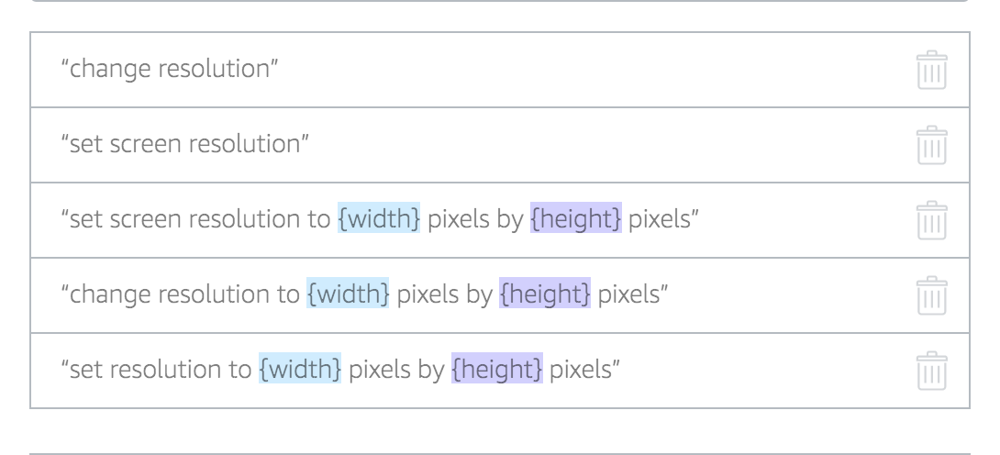 “change resolution”
“set screen resolution”
“set screen resolution to {width} pixels by {height} pixels”
“change resolution to {width} pixels by {height} pixels”
“set resolution to {width} pixels by {height} pixels”